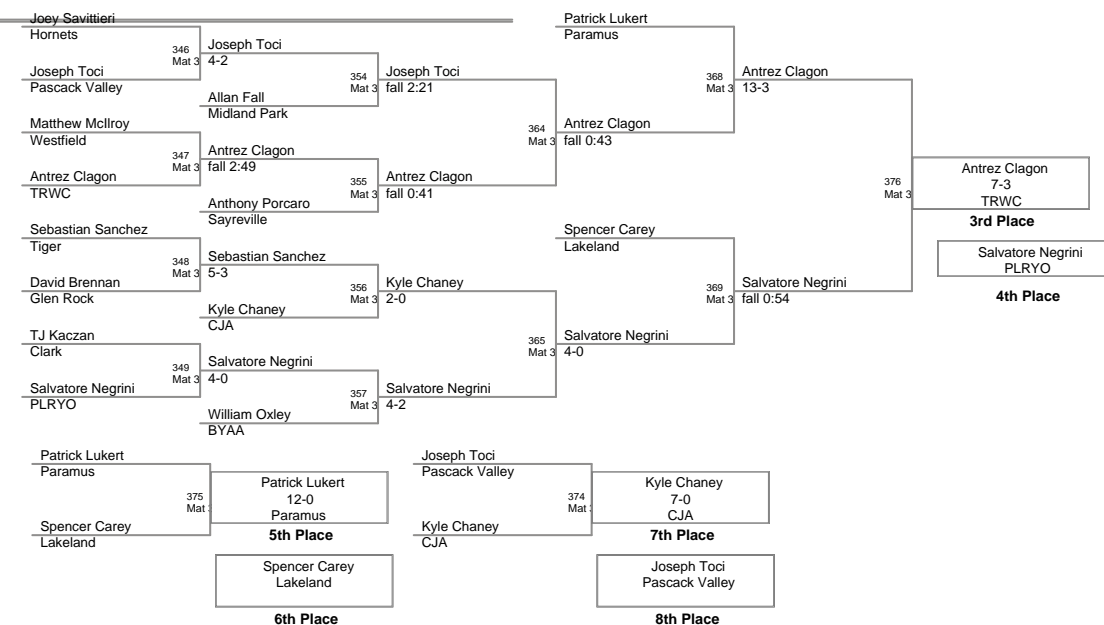 Joey Savittieri
Hornets
346
Mat 3
Joseph Toci
4-2
Joseph Toci
Pascack Valley
354
Mat 3
Joseph Toci
fall 2:21
Allan Fall
Midland Park
Matthew McIlroy
Westfield
347
Mat 3
Antrez Clagon
fall 2:49
Antrez Clagon
TRWC
355
Mat 3
Antrez Clagon
fall 0:41
Anthony Porcaro
Sayreville
364
Mat 3
Antrez Clagon
fall 0:43
Patrick Lukert
Paramus
368
Mat 3
Antrez Clagon
13-3
Sebastian Sanchez
Tiger
348
Mat 3
Sebastian Sanchez
5-3
David Brennan
Glen Rock
356
Mat 3
Kyle Chaney
2-0
Kyle Chaney
CJA
TJ Kaczan
Clark
349
Mat 3
Salvatore Negrini
4-0
Salvatore Negrini
PLRYO
357
Mat 3
Salvatore Negrini
4-2
William Oxley
BYAA
365
Mat 3
Salvatore Negrini
4-0
Spencer Carey
Lakeland
369
Mat 3
Salvatore Negrini
fall 0:54
376
Mat 3
Antrez Clagon
7-3
TRWC
3rd Place
Salvatore Negrini
PLRYO
4th Place
Patrick Lukert
Paramus
375
Mat
Spencer Carey
Lakeland
Patrick Lukert
12-0
Paramus
5th Place
Spencer Carey
Lakeland
6th Place
Joseph Toci
Pascack Valley
374
Mat
Kyle Chaney
CJA
Kyle Chaney
7-0
CJA
7th Place
Joseph Toci
Pascack Valley
8th Place